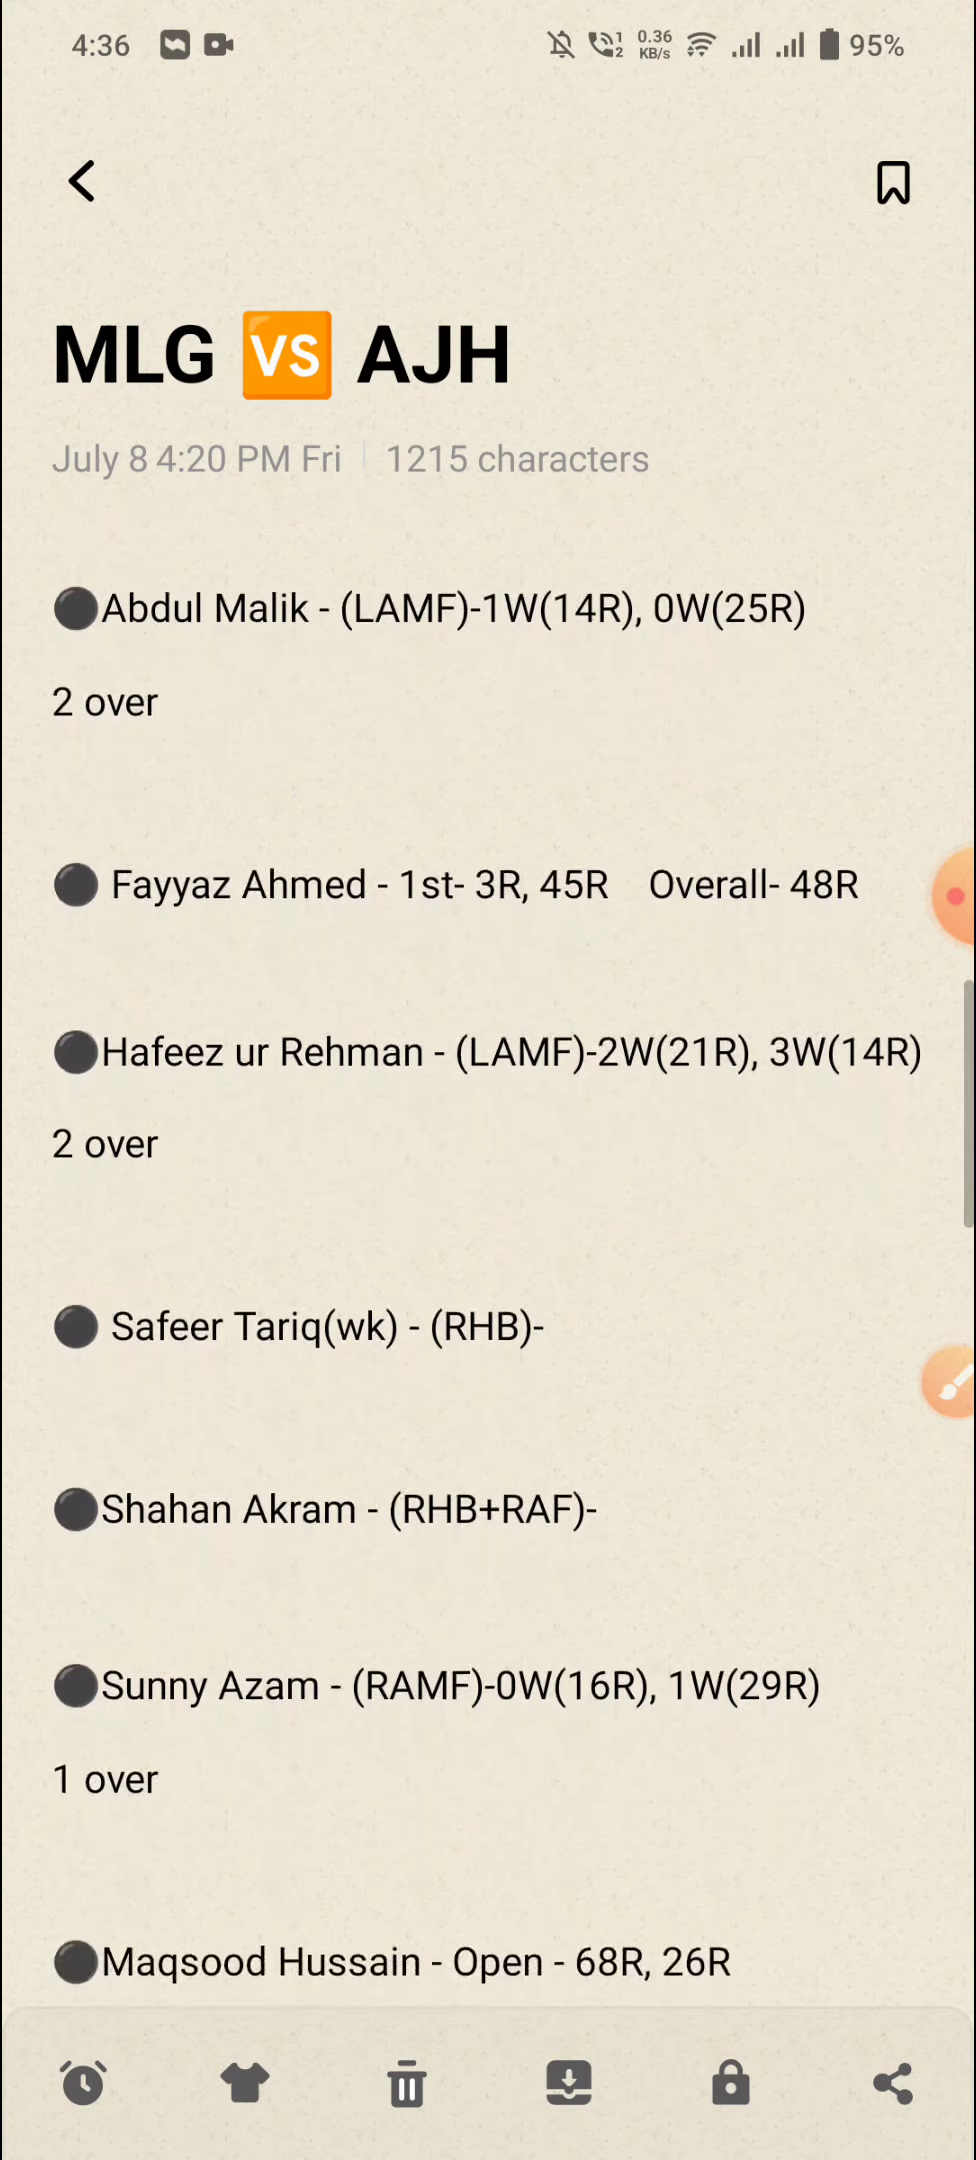 4:36 0.36 KB/s 95%
MLG VS AJH
July 8 4:20 PM Fri | 1215 characters
⚫Abdul Malik - (LAMF)-1W(14R), 0W(25R)
2 over
⚫ Fayyaz Ahmed - 1st- 3R, 45R Overall- 48R
⚫Hafeez ur Rehman - (LAMF)-2W(21R), 3W(14R)
2 over
⚫ Safeer Tariq(wk) - (RHB)-
⚫Shahan Akram - (RHB+RAF)-
⚫Sunny Azam - (RAMF)-0W(16R), 1W(29R)
1 over
⚫Maqsood Hussain - Open - 68R, 26R